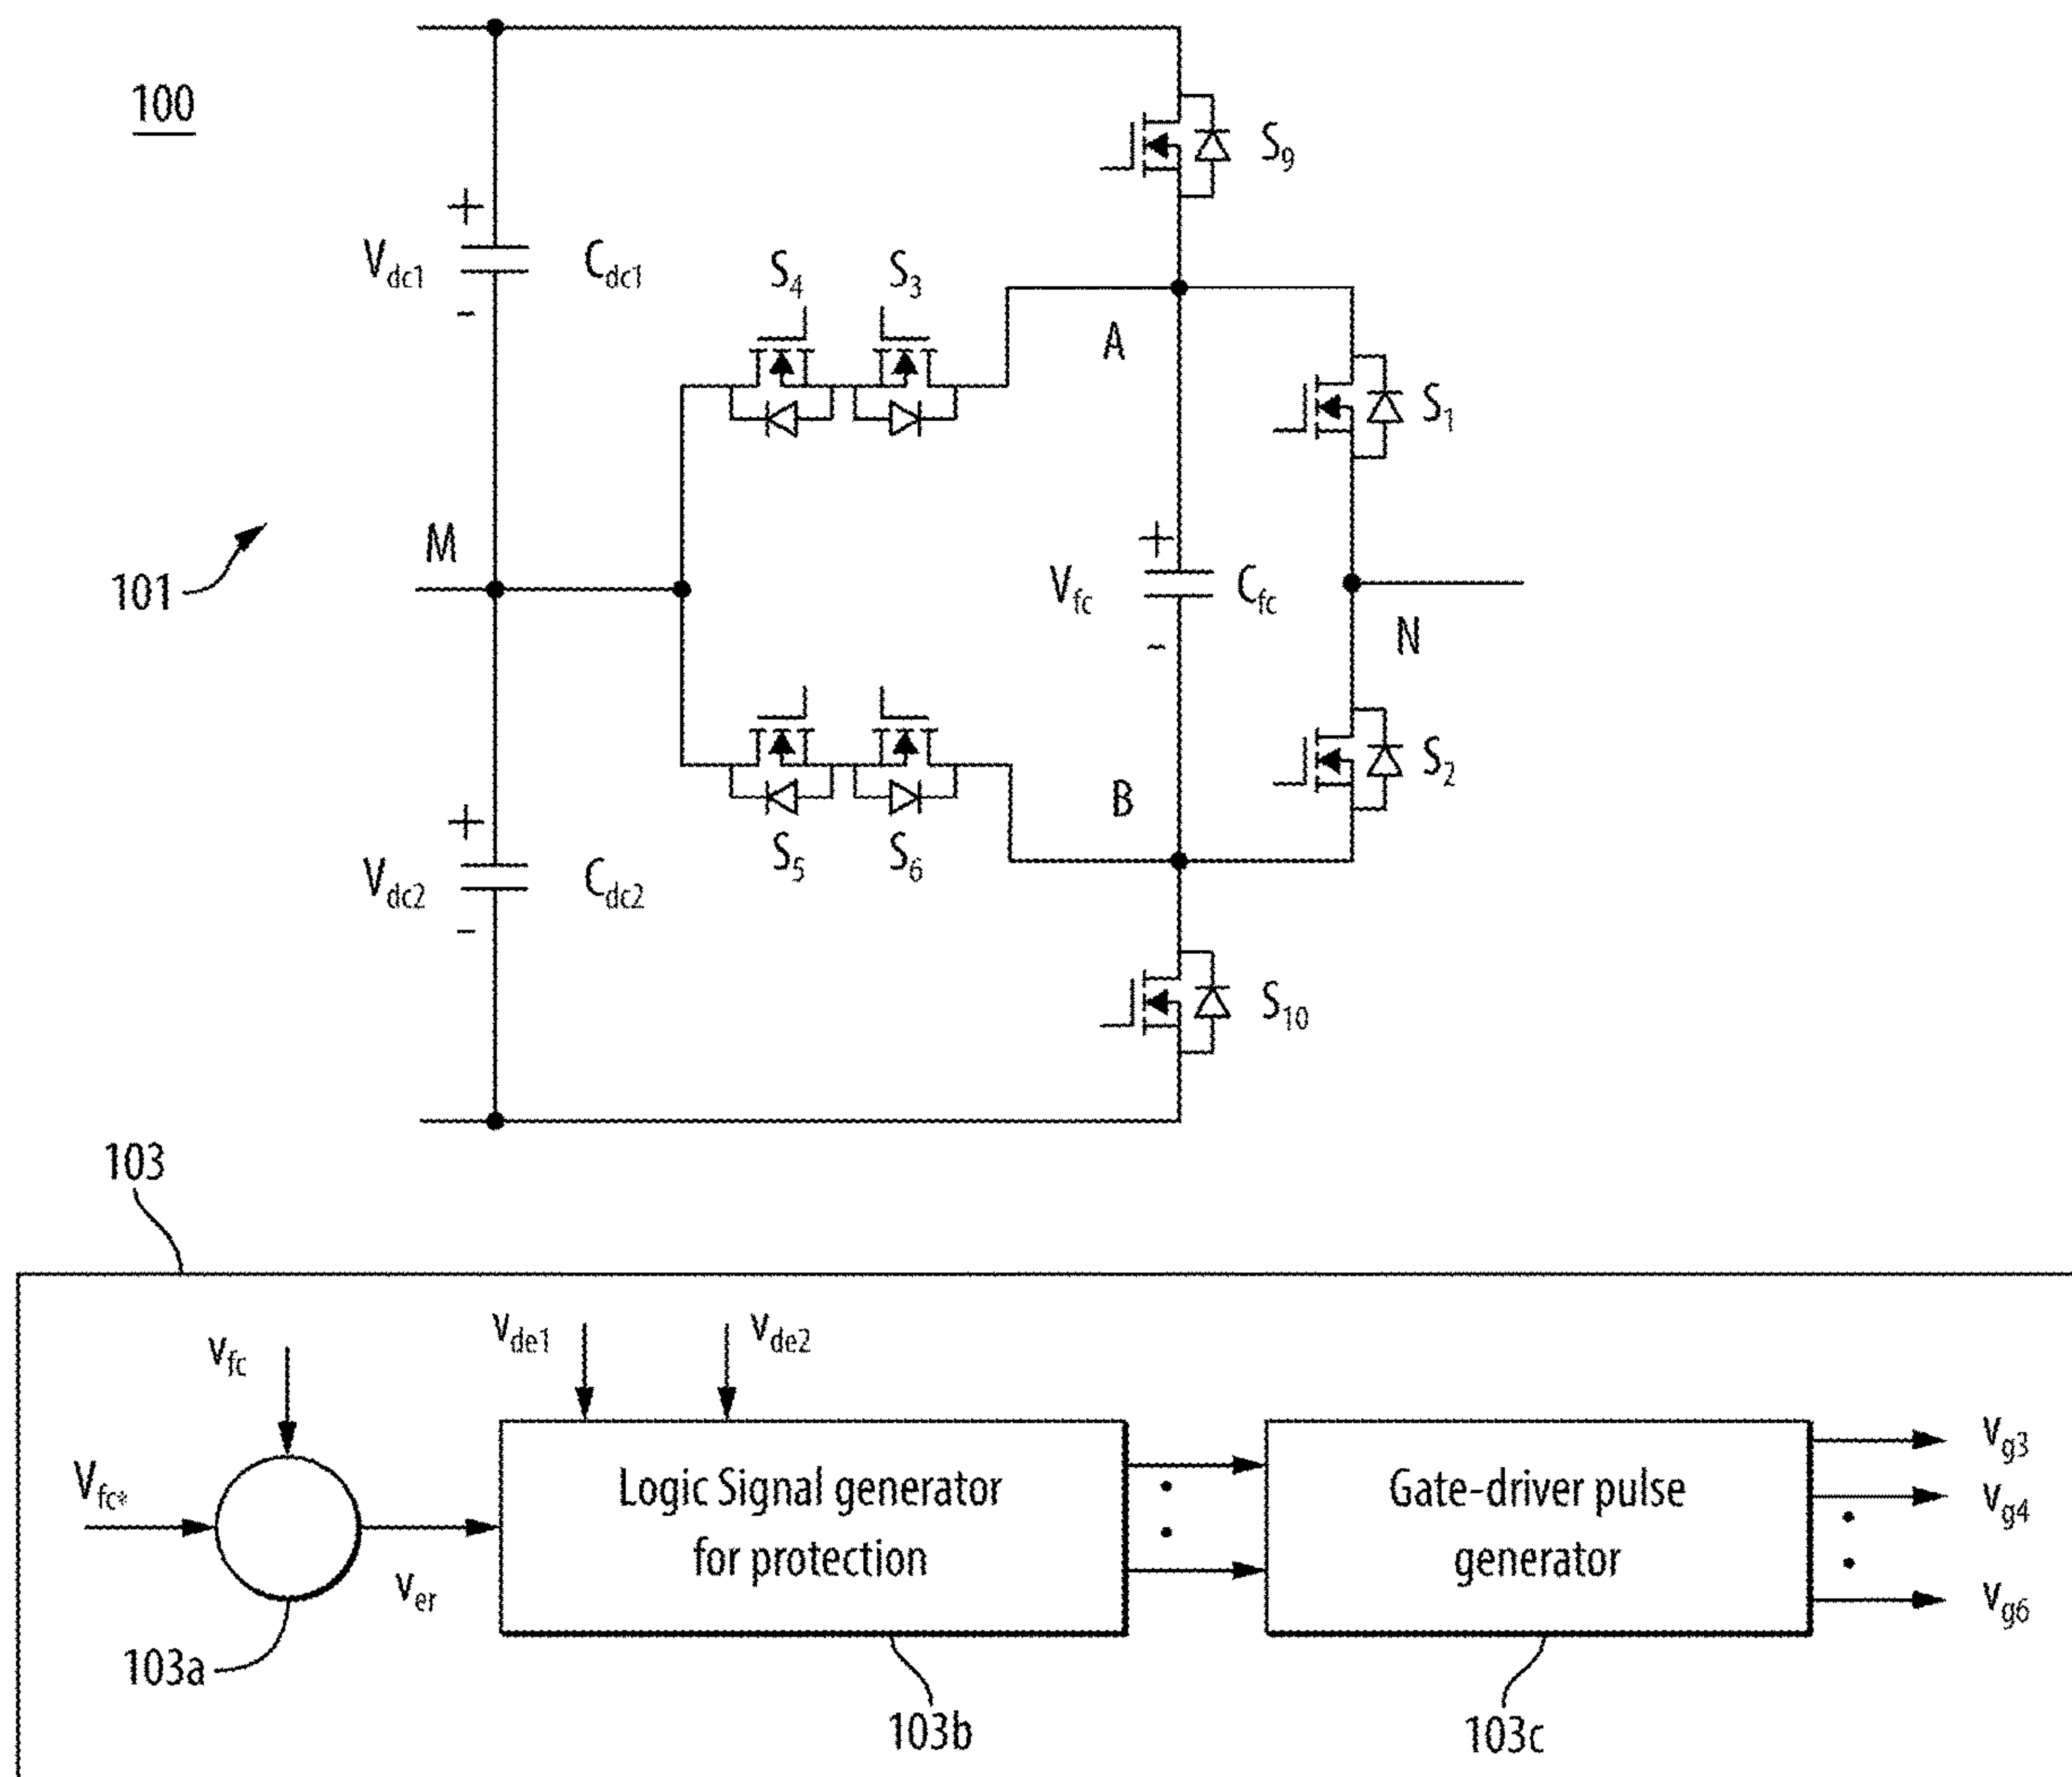 100
S9
+
Vdc1
Cdc1
-
S4
S3
A
S1
M
101
+
Vfc
Cfc
-
N
S5
S6
B
S2
+
Vdc2
Cdc2
-
S10
103
vfc
vde1
vde2
Vfc*
ver
103a
Logic Signal generator
for protection
103b
Gate-driver pulse
generator
103c
vg3
vg4
vg6